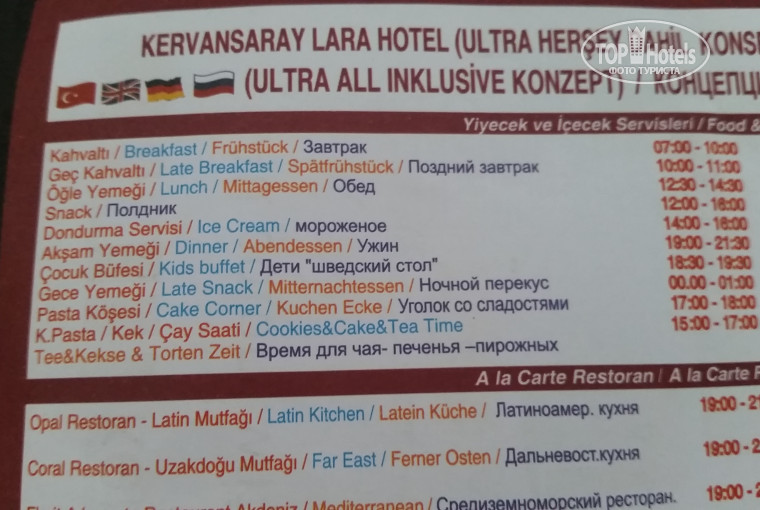 KERVANSARAY LARA HOTEL (ULTRA HERŞEY
TOP Hotels
ФОТО ТУРИСТА
(ULTRA ALL INKLUSİVE KONZEPT)
Yiyecek ve İçecek Servisleri / Food &
Kahvaltı / Breakfast / Frühstück / Завтрак 07:00 - 10:00
Geç Kahvaltı / Late Breakfast / Spätfrühstück / Поздний завтрак 10:00 - 11:00
Öğle Yemeği / Lunch / Mittagessen / Обед 12:30 - 14:30
Snack / Полдник 12:00 - 16:00
Dondurma Servisi / Ice Cream / мороженое 14:00 - 16:00
Akşam Yemeği / Dinner / Abendessen / Ужин 19:00 - 21:30
Çocuk Büfesi / Kids buffet / Дети "шведский стол" 18:30 - 19:30
Gece Yemeği / Late Snack / Mitternachtessen / Ночной перекус 00.00 - 01:00
Pasta Köşesi / Cake Corner / Kuchen Ecke / Уголок со сладостями 17:00 - 18:00
K.Pasta / Kek / Çay Saati / Cookies&Cake&Tea Time 15:00 - 17:00
Tee&Kekse & Torten Zeit / Время для чая- печенья –пирожных
A la Carte Restoran / A la Carte
Opal Restoran - Latin Mutfağı / Latin Kitchen / Latein Küche / Латиноамер. кухня 19:00 -
Coral Restoran - Uzakdoğu Mutfağı / Far East / Ferner Osten / Дальневост.кухня 19:00 -
Akdeniz / Mediterranean / Средиземноморский ресторан. 19:00 -